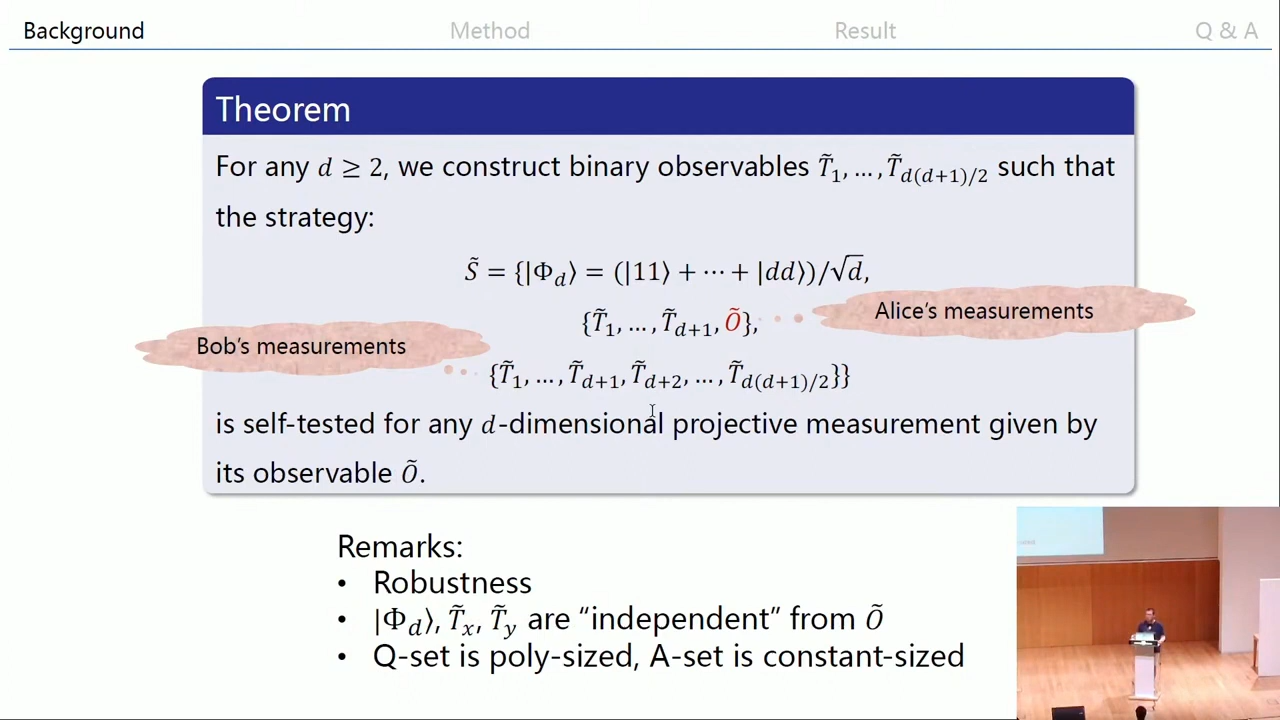 Background Method Result Q & A
Theorem
For any d ≥ 2, we construct binary observables T̃₁, …, T̃_{d(d+1)/2} such that
the strategy:
S̃ = {|Φ_d⟩ = (|11⟩ + ⋯ + |dd⟩)/√d,
{T̃₁, …, T̃_{d+1}, Õ},
Alice's measurements
Bob's measurements
{T̃₁, …, T̃_{d+1}, T̃_{d+2}, …, T̃_{d(d+1)/2}}}
is self-tested for any d-dimensional projective measurement given by
its observable Õ.
Remarks:
• Robustness
• |Φ_d⟩, T̃_x, T̃_y are “independent” from Õ
• Q-set is poly-sized, A-set is constant-sized